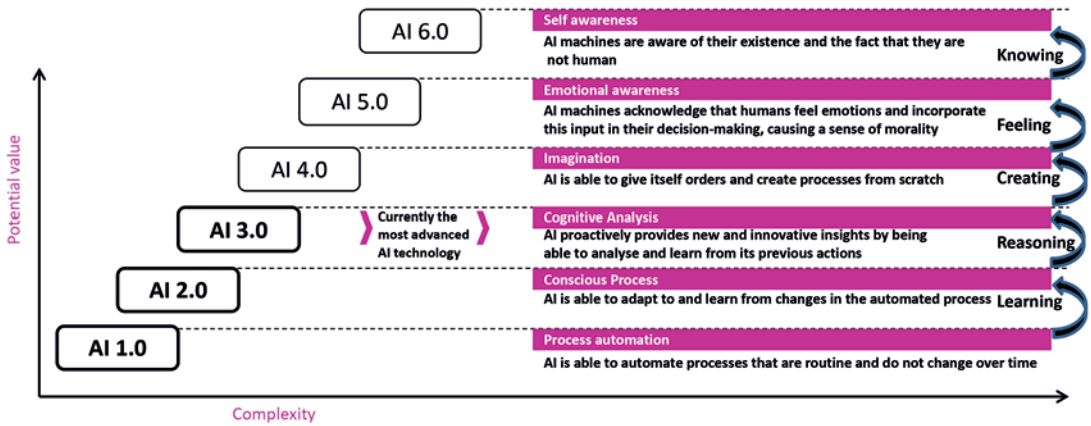 AI 6.0
Self awareness
AI machines are aware of their existence and the fact that they are
not human
Knowing
AI 5.0
Emotional awareness
AI machines acknowledge that humans feel emotions and incorporate
this input in their decision-making, causing a sense of morality
Feeling
AI 4.0
Imagination
AI is able to give itself orders and create processes from scratch
Creating
AI 3.0
Currently the
most advanced
AI technology
Cognitive Analysis
AI proactively provides new and innovative insights by being
able to analyse and learn from its previous actions
Reasoning
AI 2.0
Conscious Process
AI is able to adapt to and learn from changes in the automated process
Learning
AI 1.0
Process automation
AI is able to automate processes that are routine and do not change over time
Potential value
Complexity